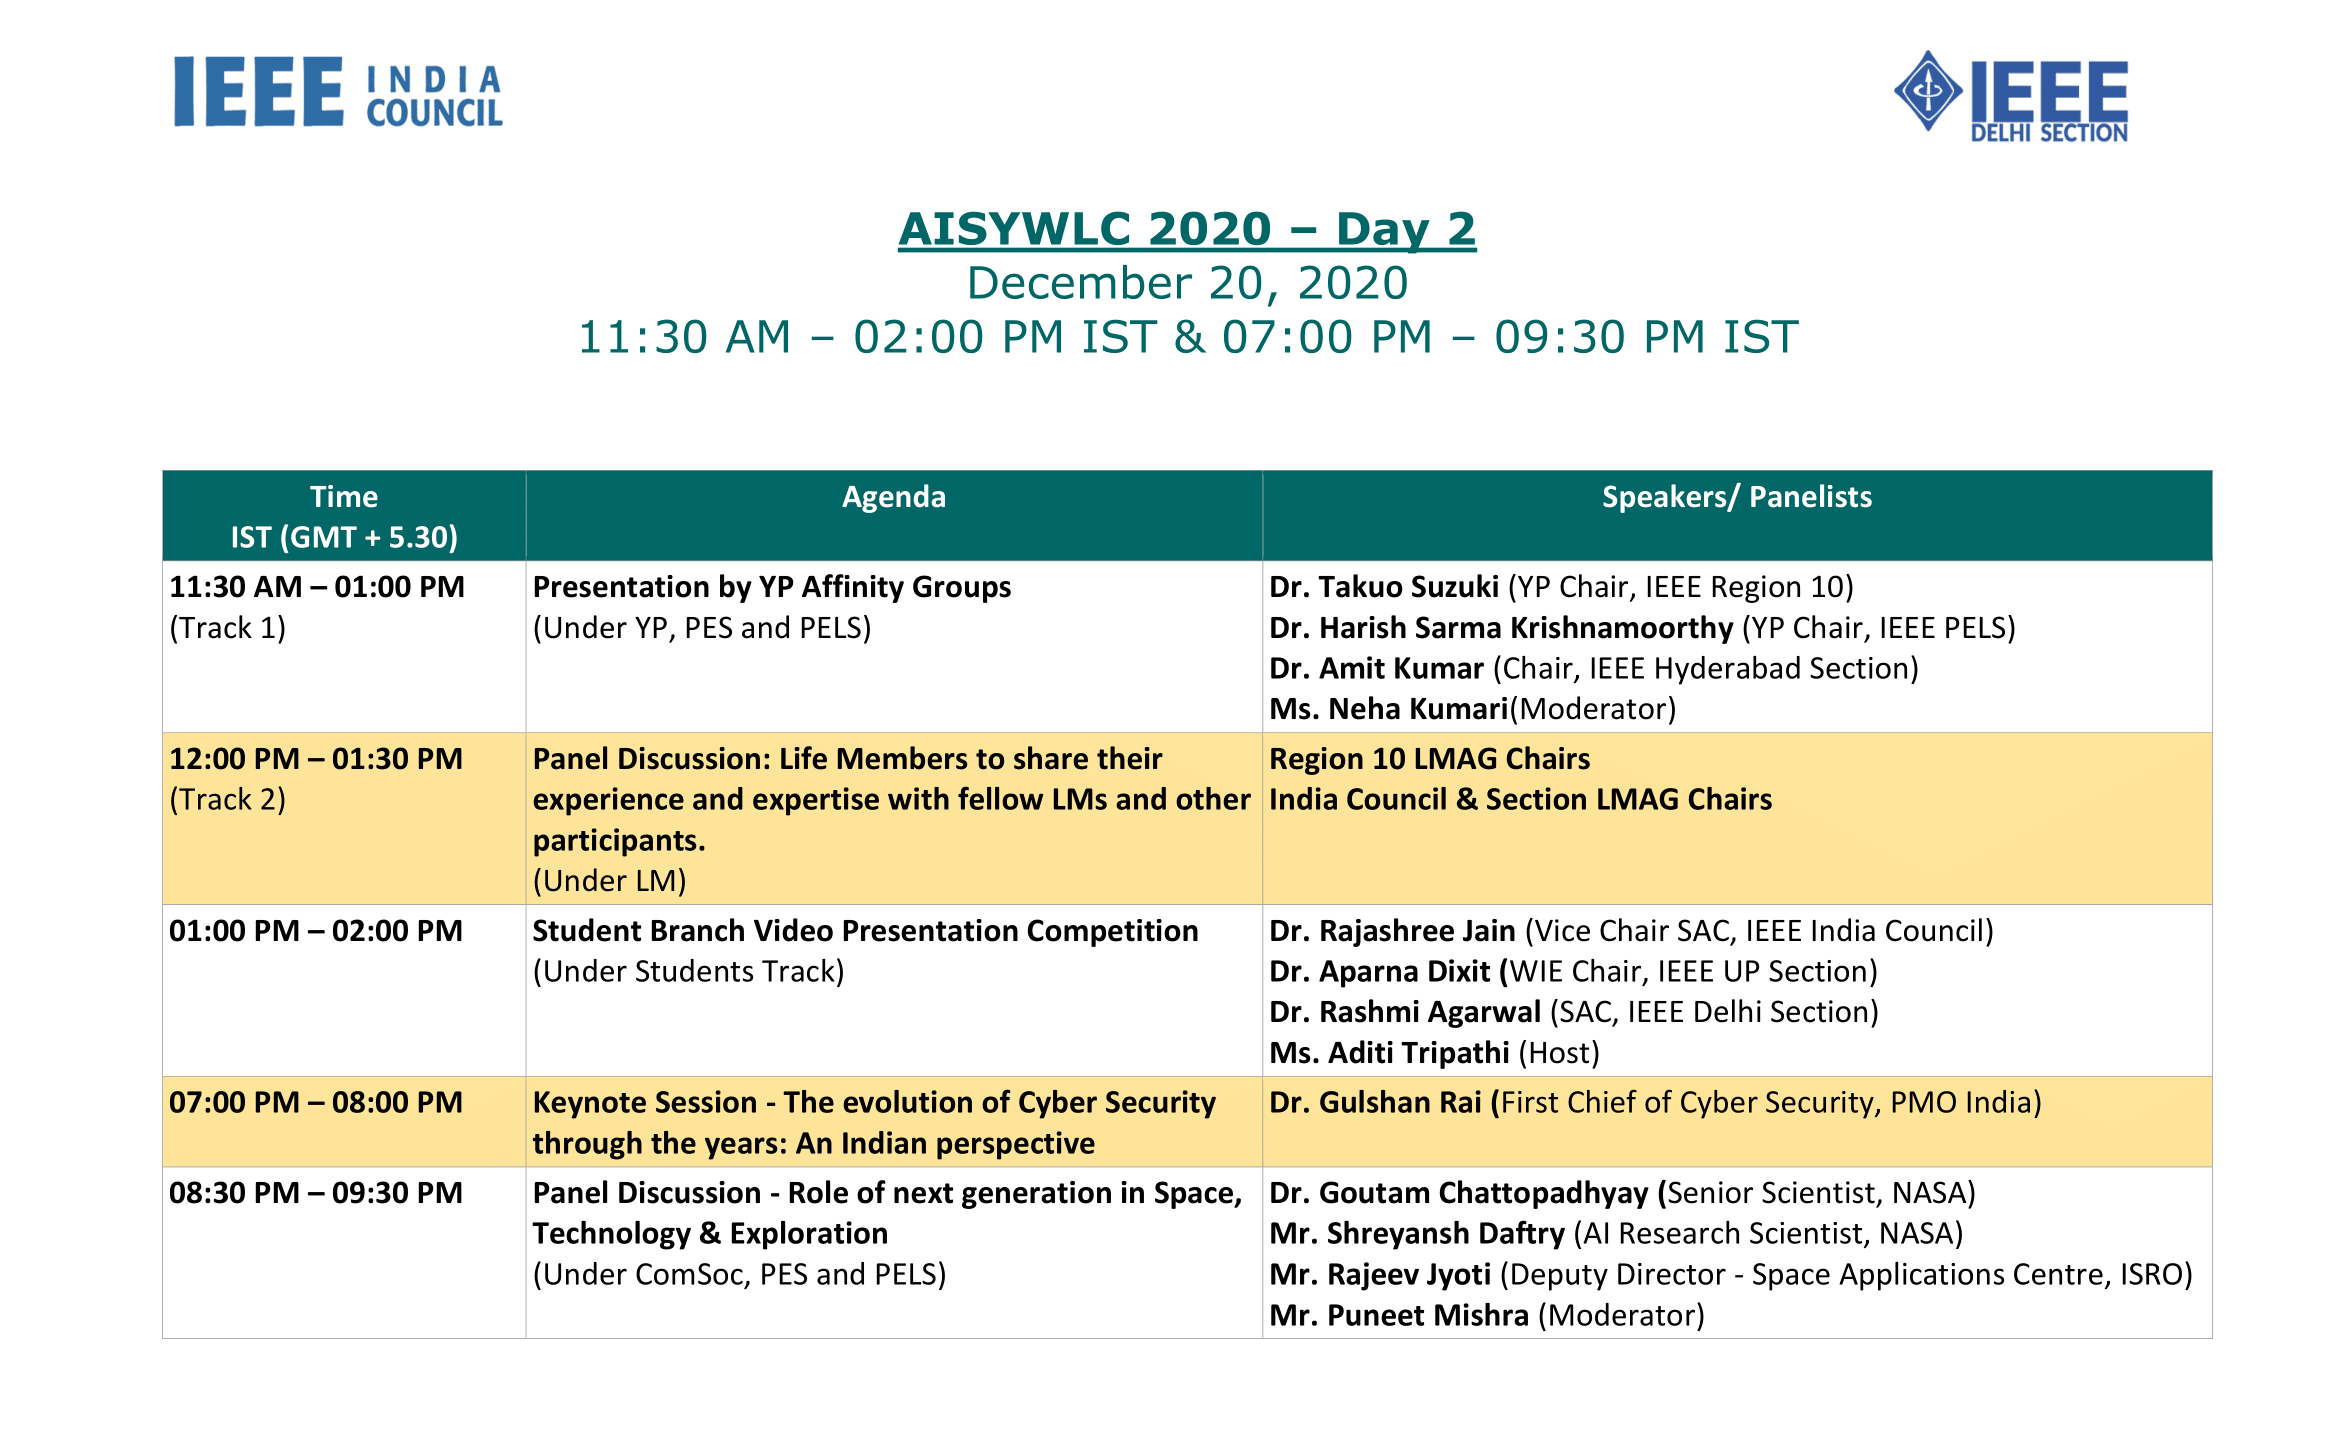 IEEE INDIA COUNCIL
IEEE DELHI SECTION
AISYWLC 2020 – Day 2
December 20, 2020
11:30 AM – 02:00 PM IST & 07:00 PM – 09:30 PM IST
Time
IST (GMT + 5.30)
Agenda
Speakers/ Panelists
11:30 AM – 01:00 PM
(Track 1)
Presentation by YP Affinity Groups
(Under YP, PES and PELS)
Dr. Takuo Suzuki (YP Chair, IEEE Region 10)
Dr. Harish Sarma Krishnamoorthy (YP Chair, IEEE PELS)
Dr. Amit Kumar (Chair, IEEE Hyderabad Section)
Ms. Neha Kumari(Moderator)
12:00 PM – 01:30 PM
(Track 2)
Panel Discussion: Life Members to share their
experience and expertise with fellow LMs and other
participants.
(Under LM)
Region 10 LMAG Chairs
India Council & Section LMAG Chairs
01:00 PM – 02:00 PM
Student Branch Video Presentation Competition
(Under Students Track)
Dr. Rajashree Jain (Vice Chair SAC, IEEE India Council)
Dr. Aparna Dixit (WIE Chair, IEEE UP Section)
Dr. Rashmi Agarwal (SAC, IEEE Delhi Section)
Ms. Aditi Tripathi (Host)
07:00 PM – 08:00 PM
Keynote Session - The evolution of Cyber Security
through the years: An Indian perspective
Dr. Gulshan Rai (First Chief of Cyber Security, PMO India)
08:30 PM – 09:30 PM
Panel Discussion - Role of next generation in Space,
Technology & Exploration
(Under ComSoc, PES and PELS)
Dr. Goutam Chattopadhyay (Senior Scientist, NASA)
Mr. Shreyansh Daftry (AI Research Scientist, NASA)
Mr. Rajeev Jyoti (Deputy Director - Space Applications Centre, ISRO)
Mr. Puneet Mishra (Moderator)